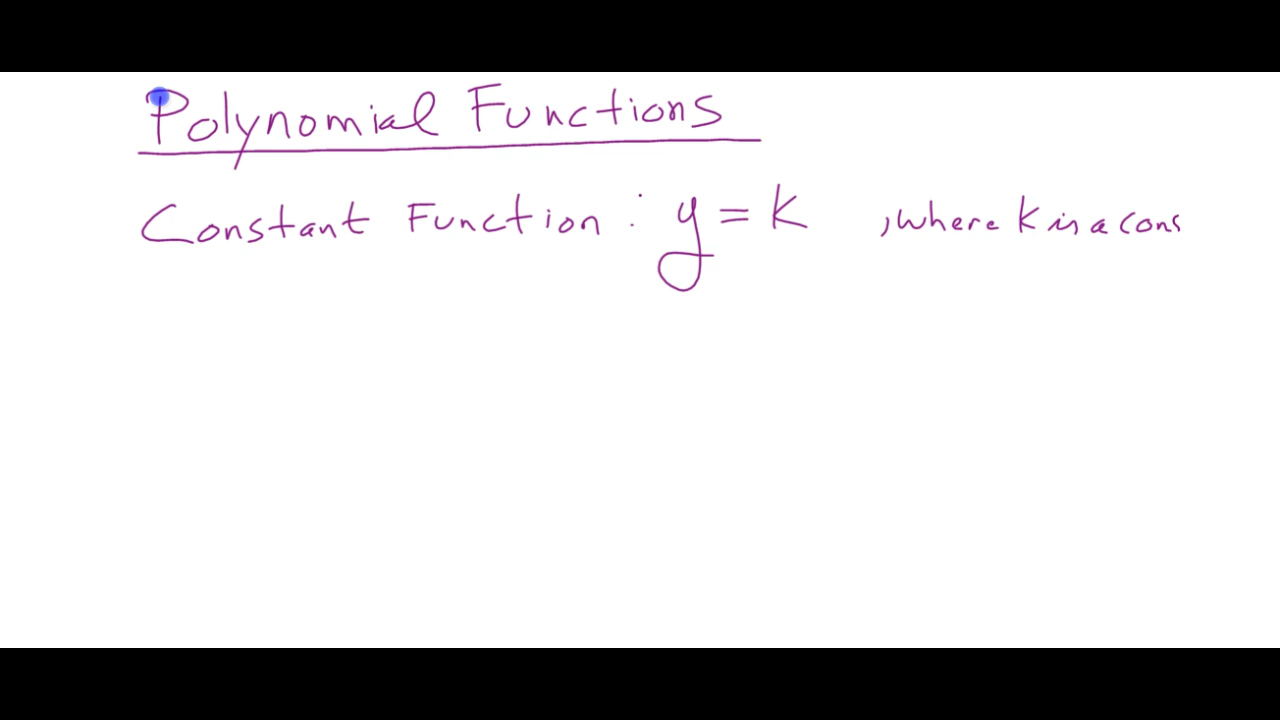 Polynomial Functions
Constant Function : y = k , where k is a cons